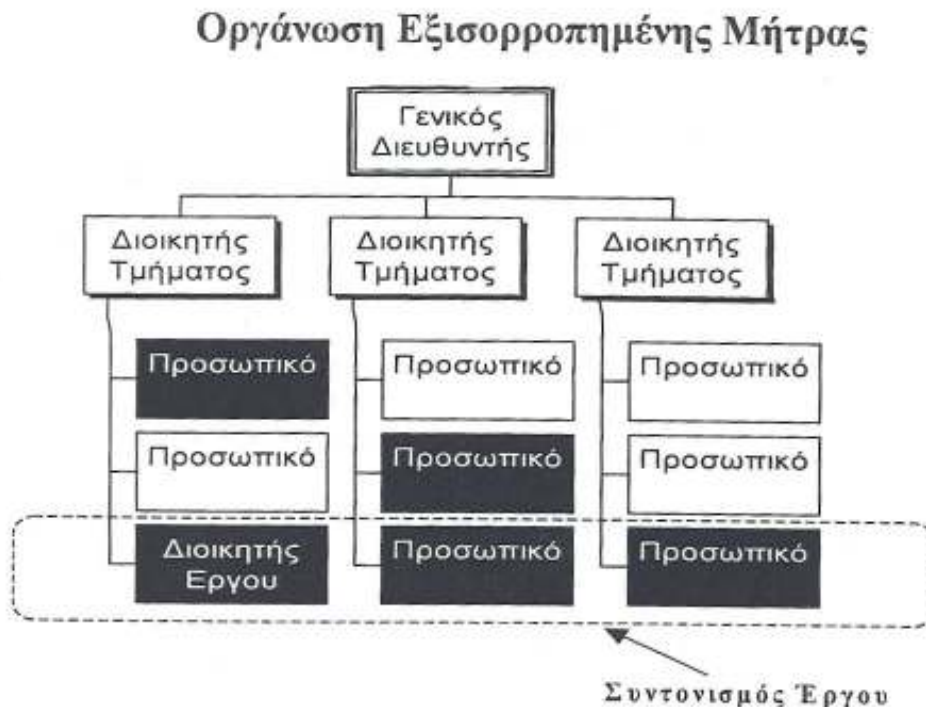 Οργάνωση Εξισορροπημένης Μήτρας
Γενικός
Διευθυντής
Διοικητής
Τμήματος
Διοικητής
Τμήματος
Διοικητής
Τμήματος
Προσωπικό
Προσωπικό
Προσωπικό
Προσωπικό
Προσωπικό
Προσωπικό
Διοικητής
Εργου
Προσωπικό
Προσωπικό
Συντονισμός Έργου